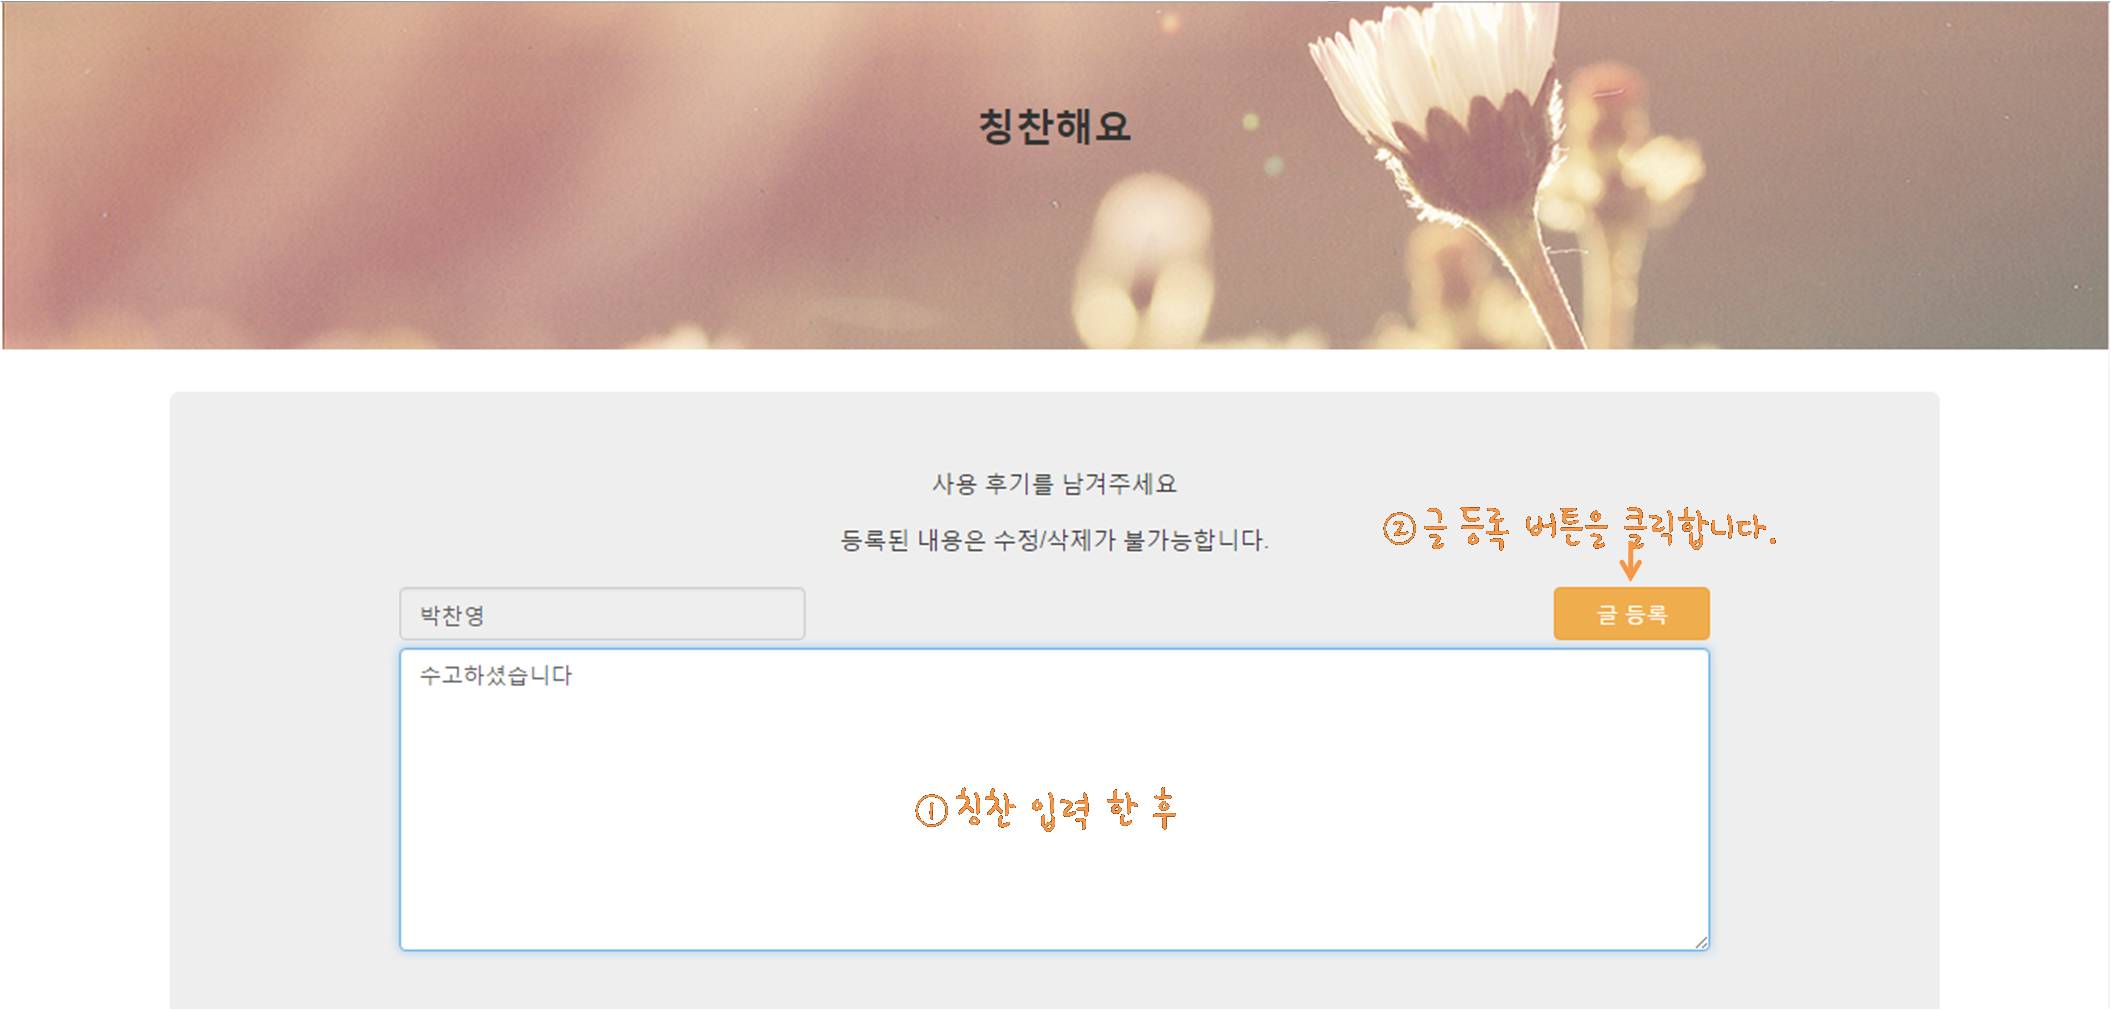 칭찬해요
사용 후기를 남겨주세요
등록된 내용은 수정/삭제가 불가능합니다.
②글 등록 버튼을 클릭합니다.
박찬영
글 등록
수고하셨습니다
①칭찬 입력 한 후